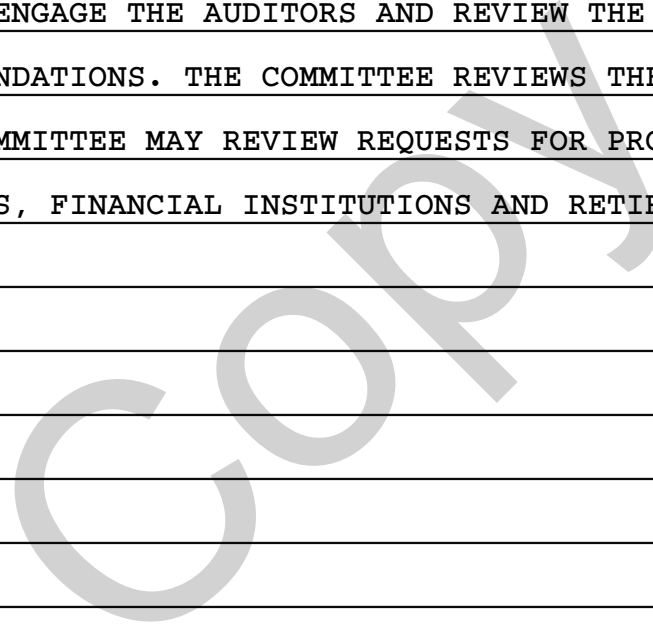 ENGAGE THE AUDITORS AND REVIEW THE
NDATIONS. THE COMMITTEE REVIEWS THE
MMITTEE MAY REVIEW REQUESTS FOR PRO
S, FINANCIAL INSTITUTIONS AND RETIR
Copy